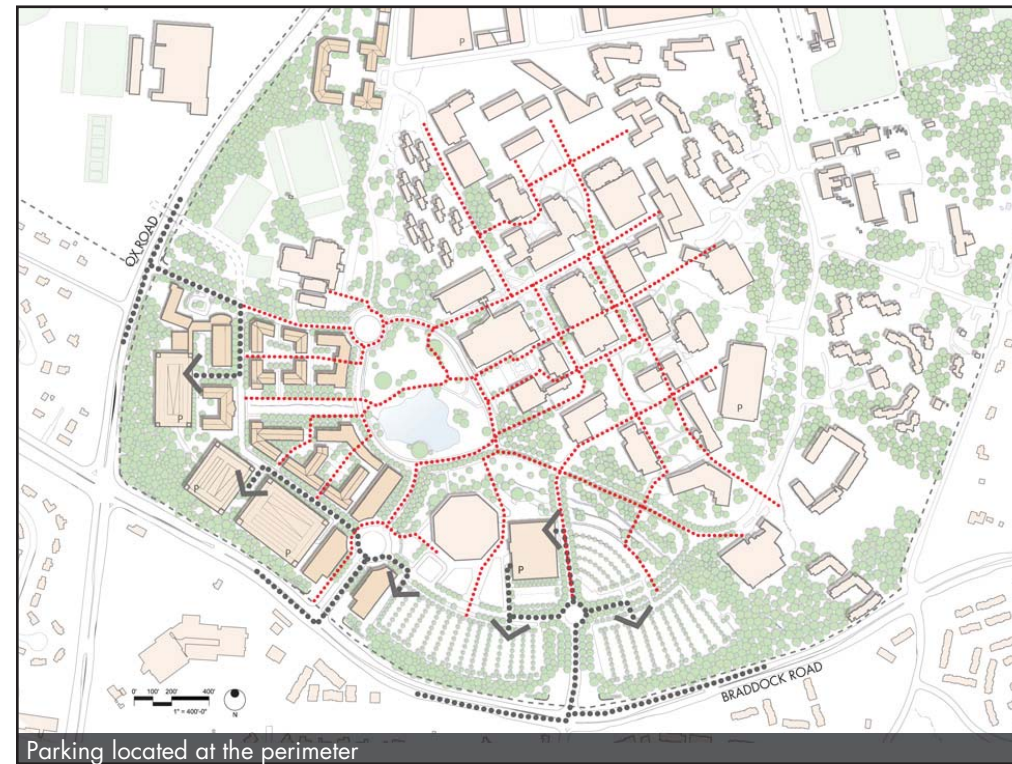 P
OX ROAD
P
P
P
P
P
BRADDOCK ROAD
0' 100' 200' 400'
1" = 400'-0"
N
Parking located at the perimeter